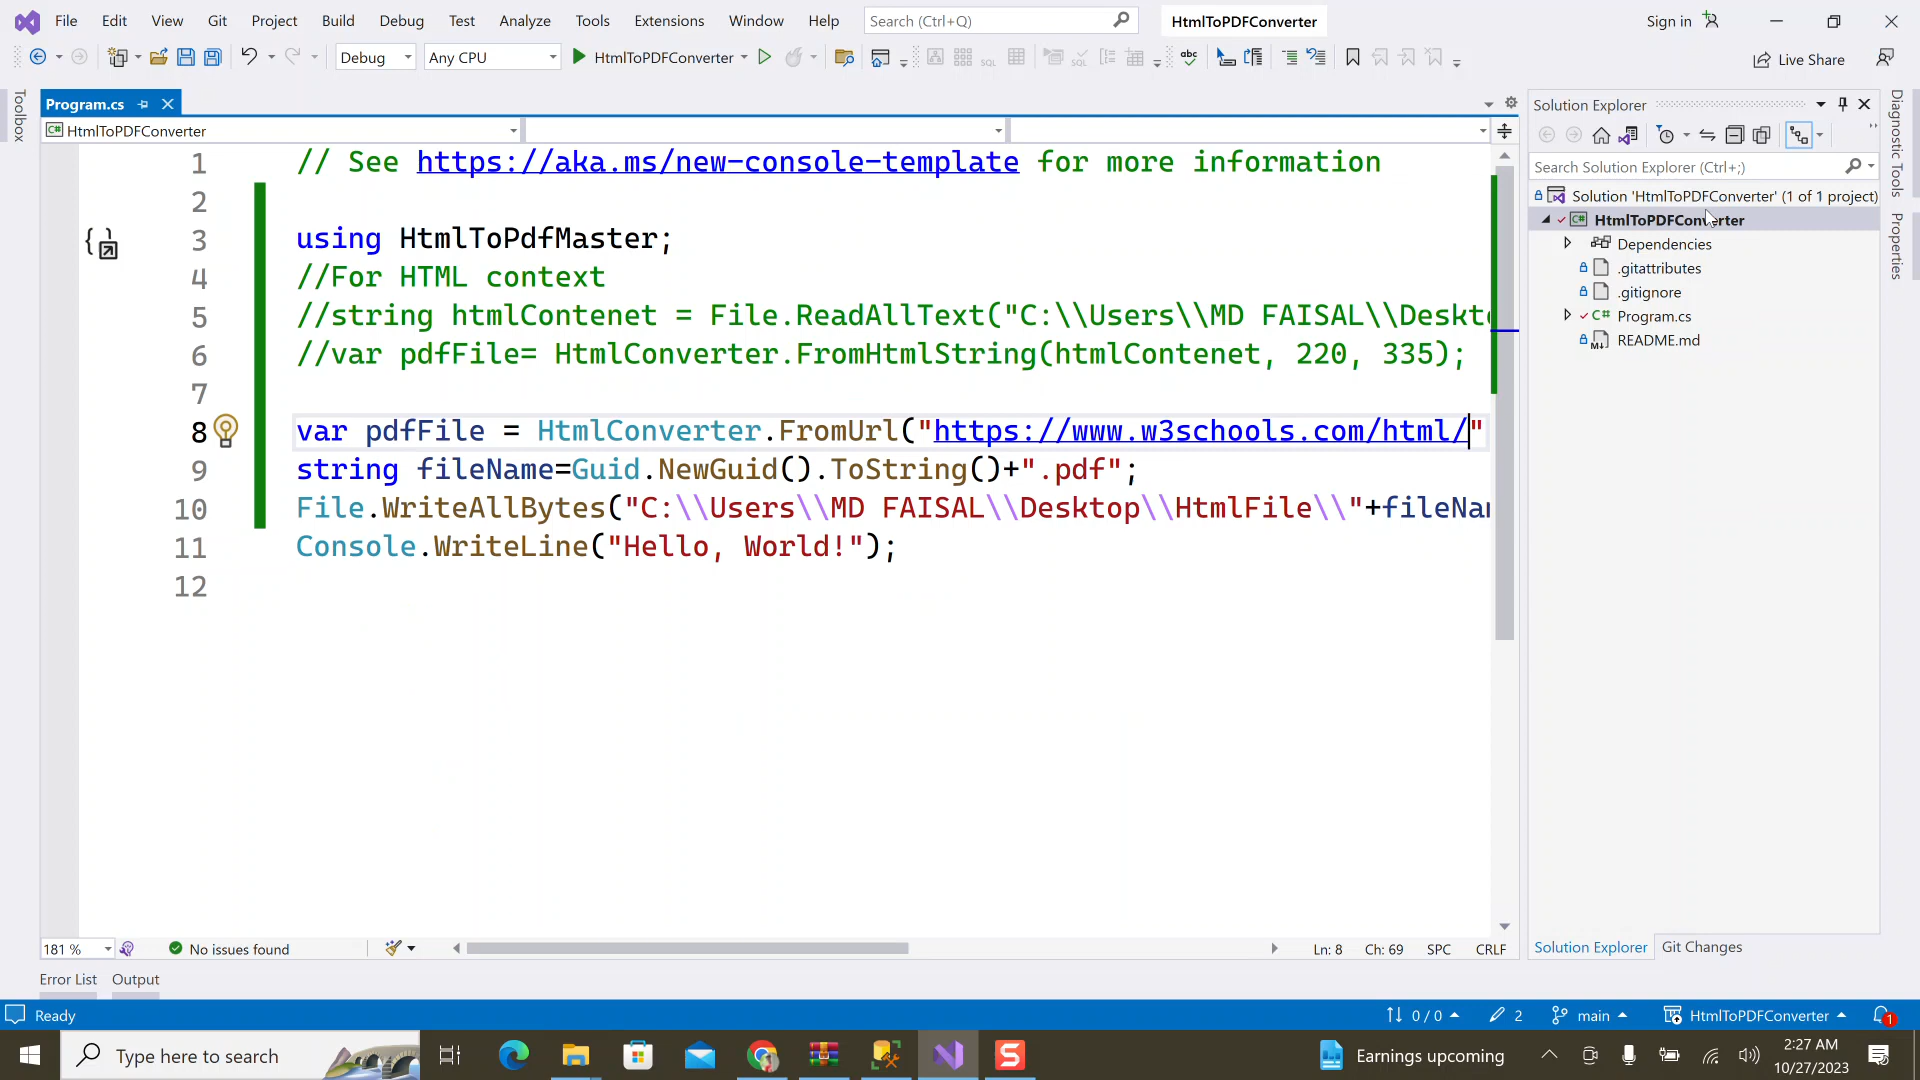 File Edit View Git Project Build Debug Test Analyze Tools Extensions Window Help Search (Ctrl+Q) HtmlToPDFConverter Sign in
Debug Any CPU HtmlToPDFConverter Live Share
Toolbox
Program.cs
HtmlToPDFConverter
1 // See https://aka.ms/new-console-template for more information
2
3 using HtmlToPdfMaster;
4 //For HTML context
5 //string htmlContenet = File.ReadAllText("C:\\Users\\MD FAISAL\\Deskto
6 //var pdfFile= HtmlConverter.FromHtmlString(htmlContenet, 220, 335);
7
8 var pdfFile = HtmlConverter.FromUrl("https://www.w3schools.com/html/"
9 string fileName=Guid.NewGuid().ToString()+".pdf";
10 File.WriteAllBytes("C:\\Users\\MD FAISAL\\Desktop\\HtmlFile\\"+fileNam
11 Console.WriteLine("Hello, World!");
12
181 % No issues found Ln: 8 Ch: 69 SPC CRLF
Error List Output
Solution Explorer
Search Solution Explorer (Ctrl+;)
Solution 'HtmlToPDFConverter' (1 of 1 project)
C# HtmlToPDFConverter
Dependencies
.gitattributes
.gitignore
C# Program.cs
README.md
Solution Explorer Git Changes
Diagnostic Tools
Properties
Ready 0 / 0 2 main HtmlToPDFConverter 1
Type here to search Earnings upcoming 2:27 AM
10/27/2023